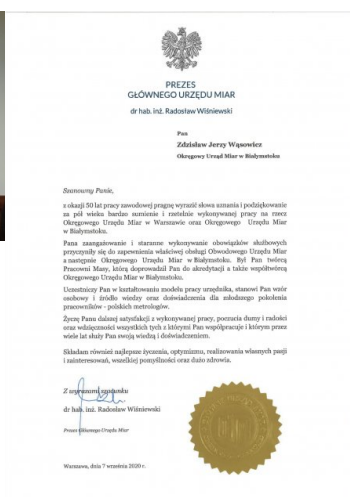 PREZES
GŁÓWNEGO URZĘDU MIAR
dr hab. inż. Radosław Wiśniewski
Pan
Zdzisław Jerzy Wąsowicz
Okręgowy Urząd Miar w Białymstoku
Szanowny Panie,
z okazji 50 lat pracy zawodowej pragnę wyrazić słowa uznania i podziękowanie
za pół wieku bardzo sumienie i rzetelnie wykonywanej pracy na rzecz
Okręgowego Urzędu Miar w Warszawie oraz Okręgowego Urzędu Miar
w Białymstoku.
Pana zaangażowanie i staranne wykonywanie obowiązków służbowych
przyczyniły się do zapewnienia właściwej obsługi Obwodowego Urzędu Miar
a następnie Okręgowego Urzędu Miar w Białymstoku. Był Pan twórcą
Pracowni Masy, którą doprowadził Pan do akredytacji a także współtwórcą
Okręgowego Urzędu Miar w Białymstoku.
Uczestniczy Pan w kształtowaniu modelu pracy urzędnika, stanowi Pan wzór
osobowy i źródło wiedzy oraz doświadczenia dla młodszego pokolenia
pracowników - polskich metrologów.
Życzę Panu dalszej satysfakcji z wykonywanej pracy, poczucia dumy i radości
oraz wdzięczności wszystkich tych z którymi Pan współpracuje i którym przez
wiele lat służy Pan swoją wiedzą i doświadczeniem.
Składam również najlepsze życzenia, optymizmu, realizowania własnych pasji
i zainteresowań, wszelkiej pomyślności oraz dużo zdrowia.
Z wyrazami szacunku
dr hab. inż. Radosław Wiśniewski
Prezes Głównego Urzędu Miar
Warszawa, dnia 7 września 2020 r.